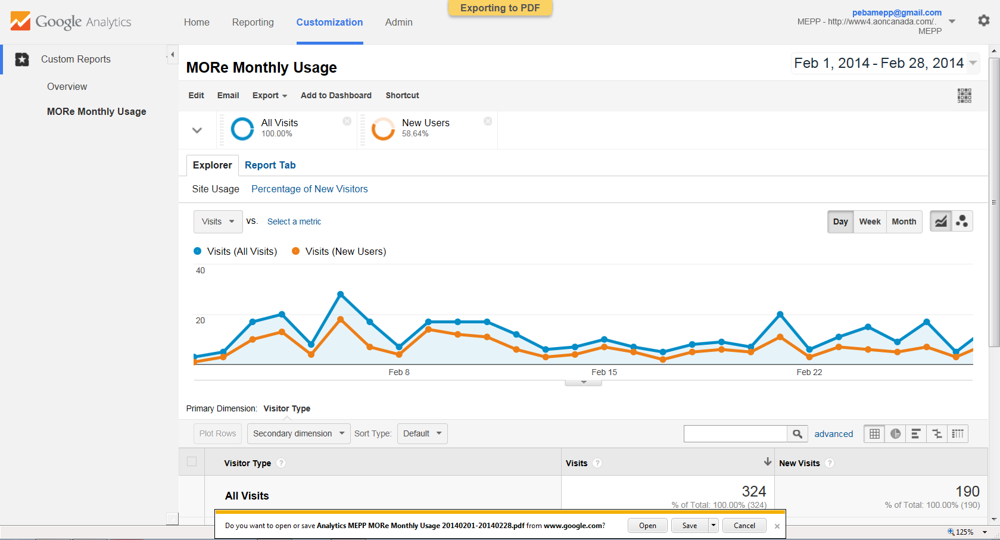 Exporting to PDF
Google Analytics
Home Reporting Customization Admin
pebamepp@gmail.com
MEPP - http://www4.aoncanada.com/..
MEPP
Custom Reports
Overview
MORe Monthly Usage
MORe Monthly Usage
Feb 1, 2014 - Feb 28, 2014
Edit Email Export Add to Dashboard Shortcut
All Visits
100.00%
New Users
58.64%
Explorer Report Tab
Site Usage Percentage of New Visitors
Visits vs. Select a metric
Day Week Month
Visits (All Visits) Visits (New Users)
40
20
Feb 8 Feb 15 Feb 22
Primary Dimension: Visitor Type
Plot Rows Secondary dimension Sort Type: Default advanced
Visitor Type ? Visits ? New Visits ?
All Visits 324 190
% of Total: 100.00% (324) % of Total: 100.00% (190)
Do you want to open or save Analytics MEPP MORe Monthly Usage 20140201-20140228.pdf from www.google.com?
Open Save Cancel
125%